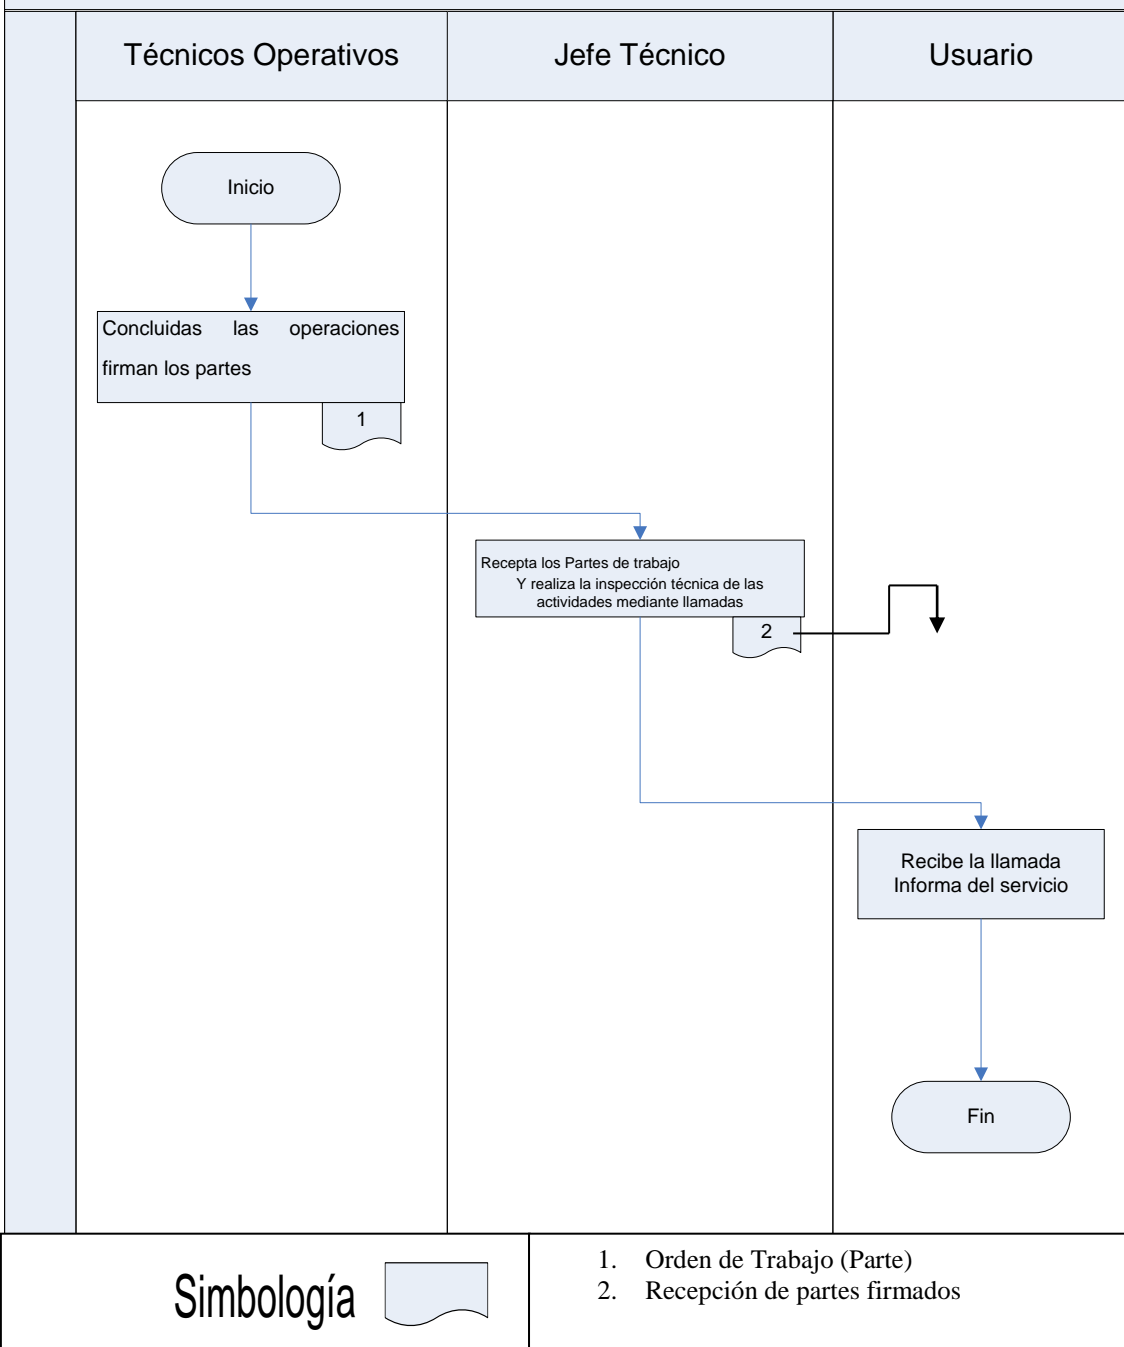 Técnicos Operativos
Jefe Técnico
Usuario
Inicio
Concluidas las operaciones
firman los partes
1
Recepta los Partes de trabajo
Y realiza la inspección técnica de las
actividades mediante llamadas
2
Recibe la llamada
Informa del servicio
Fin
Simbología
1. Orden de Trabajo (Parte)
2. Recepción de partes firmados